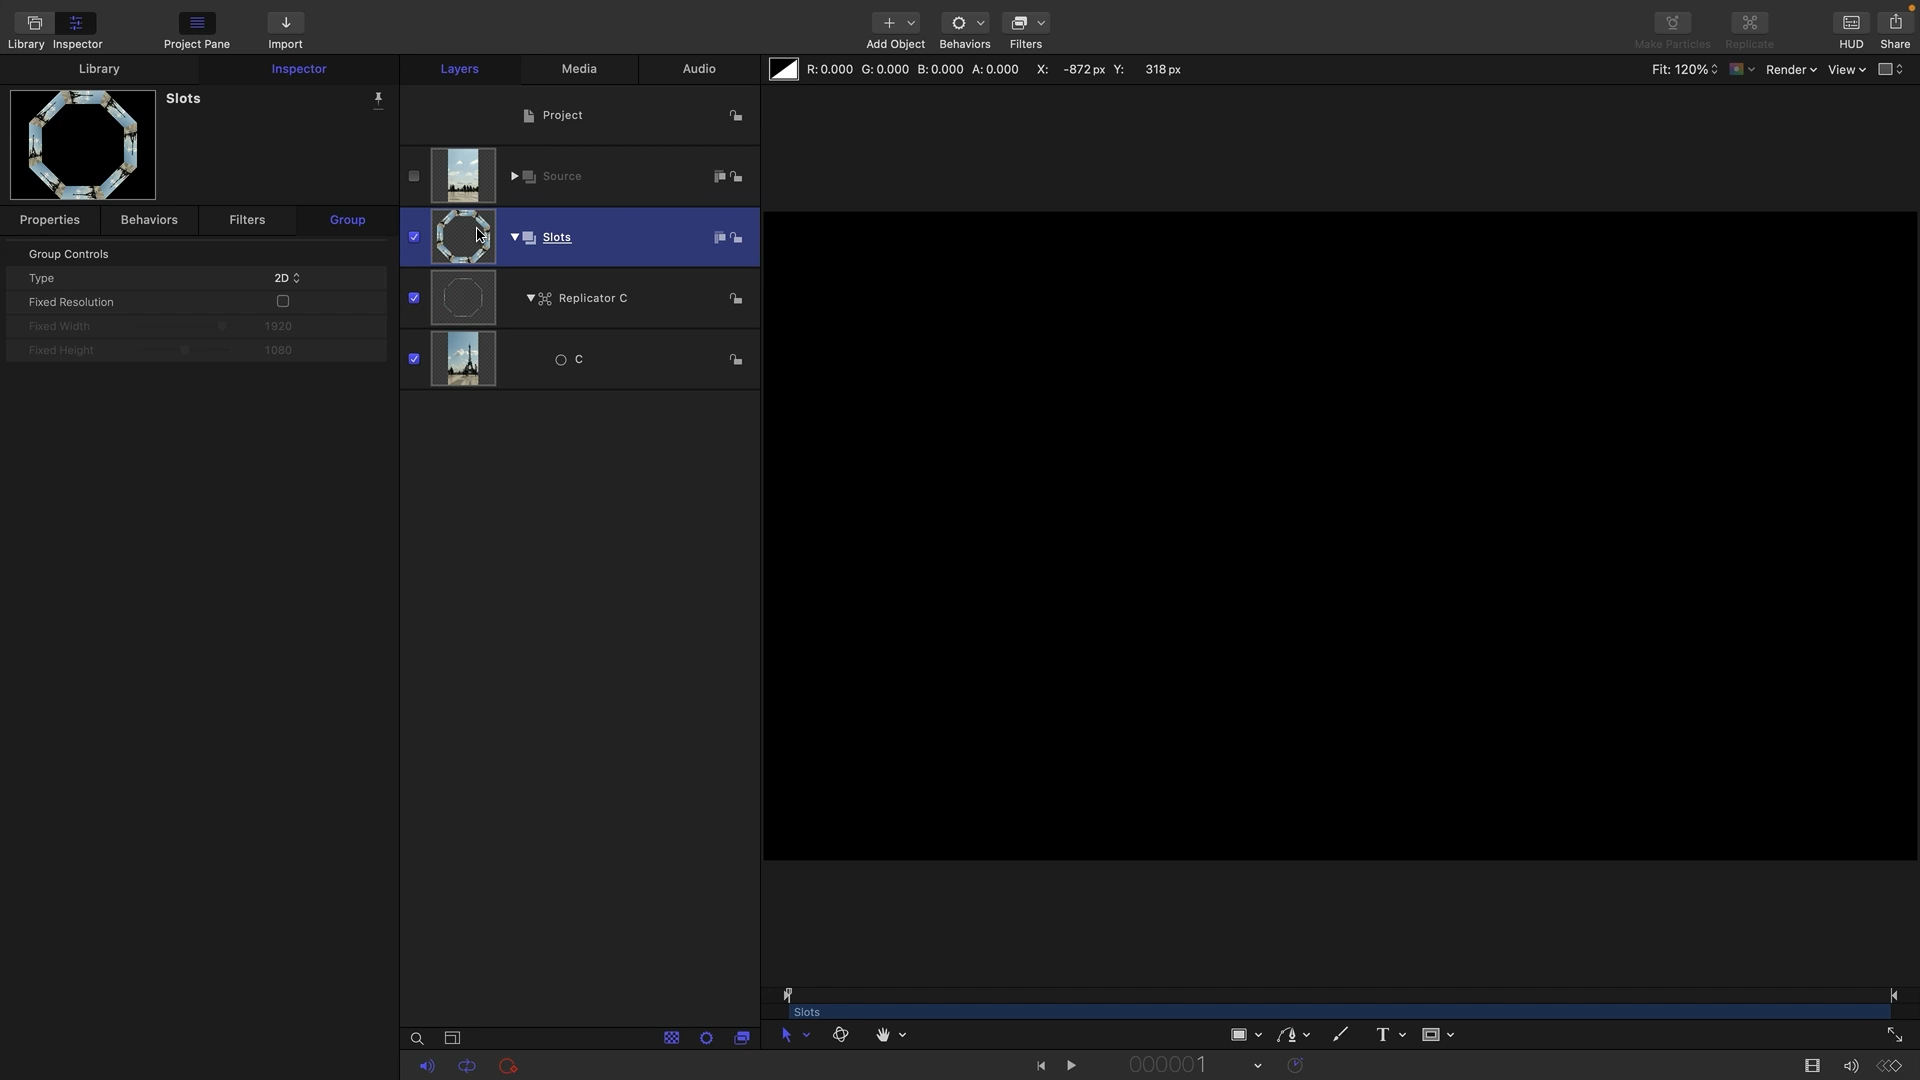 Library Inspector Project Pane Import Add Object Behaviors Filters Make Particles Replicate HUD Share
Library Inspector Layers Media Audio R: 0.000 G: 0.000 B: 0.000 A: 0.000 X: -872 px Y: 318 px Fit: 120% Render View
Slots
Project
Source
Properties Behaviors Filters Group
Slots
Group Controls
Type 2D
Fixed Resolution
Replicator C
Fixed Width 1920
Fixed Height 1080
C
Slots
T
0000001